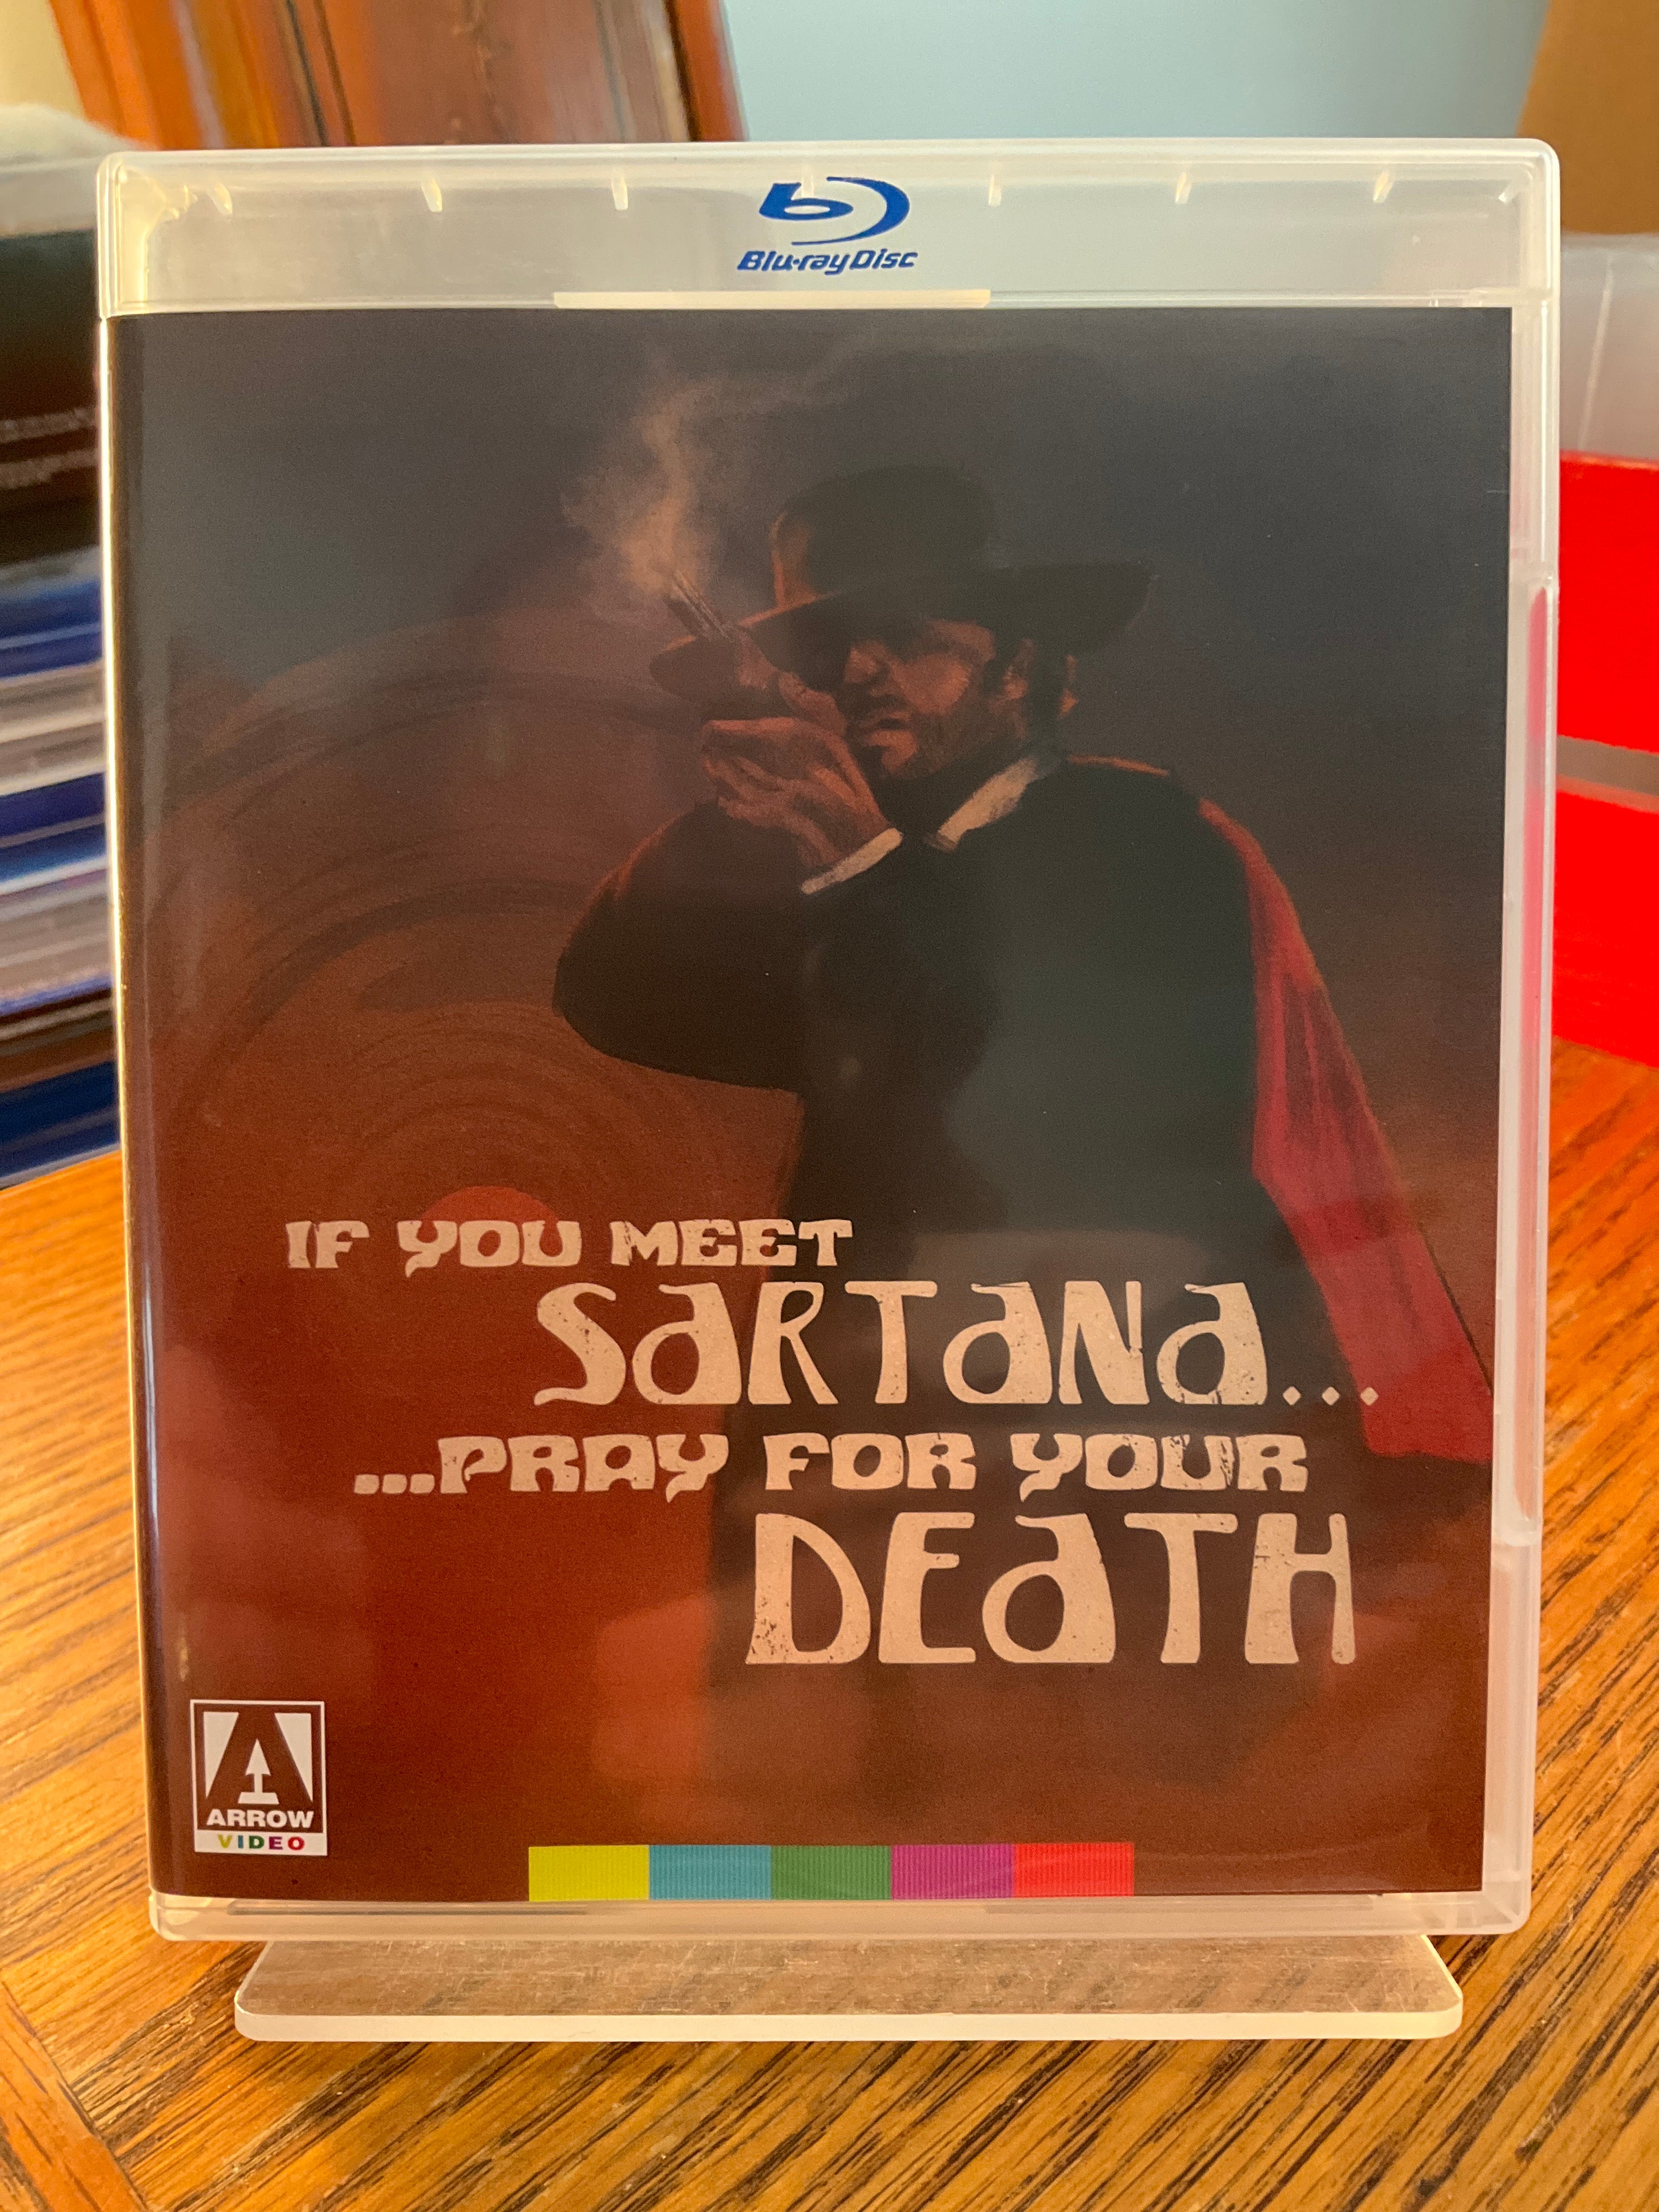 Blu-ray Disc
IF YOU MEET
SARTANA...
...PRAY FOR YOUR
DEATH
ARROW
VIDEO